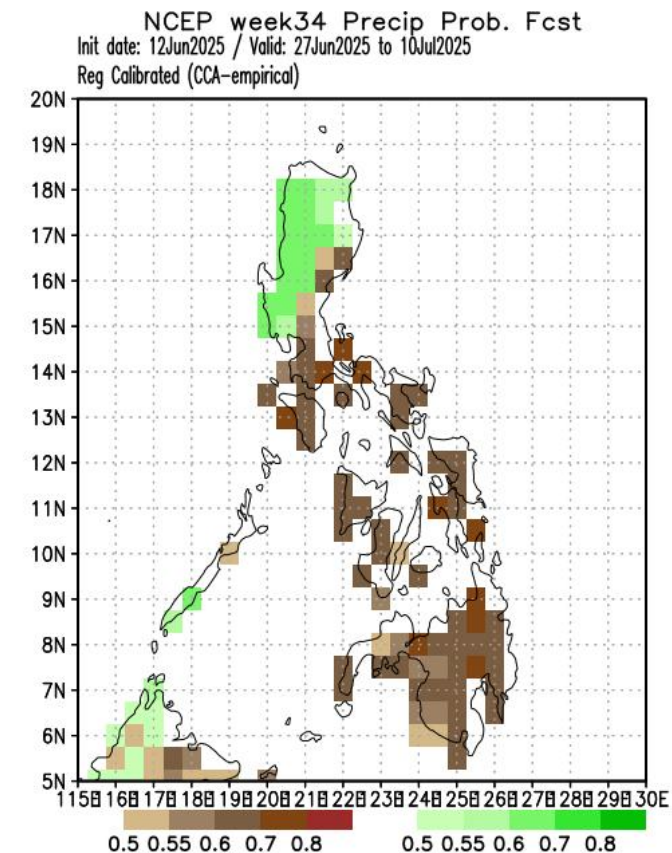 NCEP week34 Precip Prob. Fcst
Init date: 12Jun2025 / Valid: 27Jun2025 to 10Jul2025
Reg Calibrated (CCA-empirical)
20N
19N
18N
17N
16N
15N
14N
13N
12N
11N
10N
9N
8N
7N
6N
5N
115E 116E 117E 118E 119E 120E 121E 122E 123E 124E 125E 126E 127E 128E 129E 130E
0.5 0.55 0.6 0.7 0.8 0.5 0.55 0.6 0.7 0.8